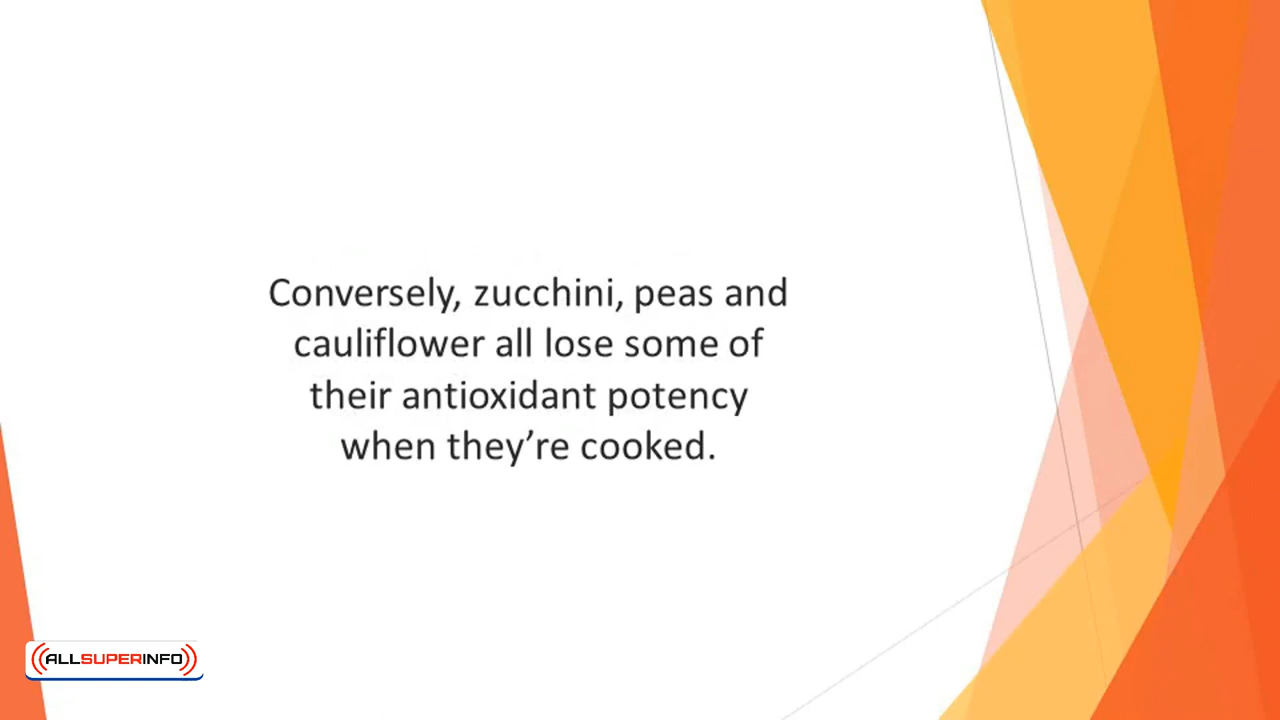 Conversely, zucchini, peas and
cauliflower all lose some of
their antioxidant potency
when they’re cooked.
ALLSUPERINFO